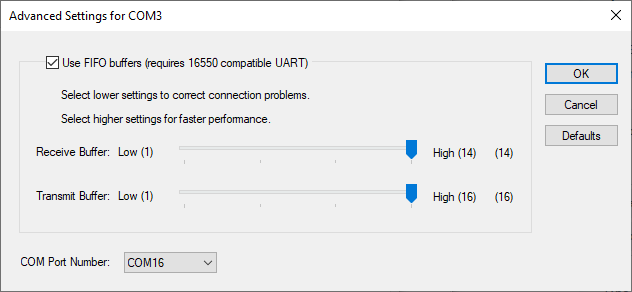 Advanced Settings for COM3
Use FIFO buffers (requires 16550 compatible UART)
OK
Select lower settings to correct connection problems.
Cancel
Select higher settings for faster performance.
Defaults
Receive Buffer: Low (1) High (14) (14)
Transmit Buffer: Low (1) High (16) (16)
COM Port Number: COM16